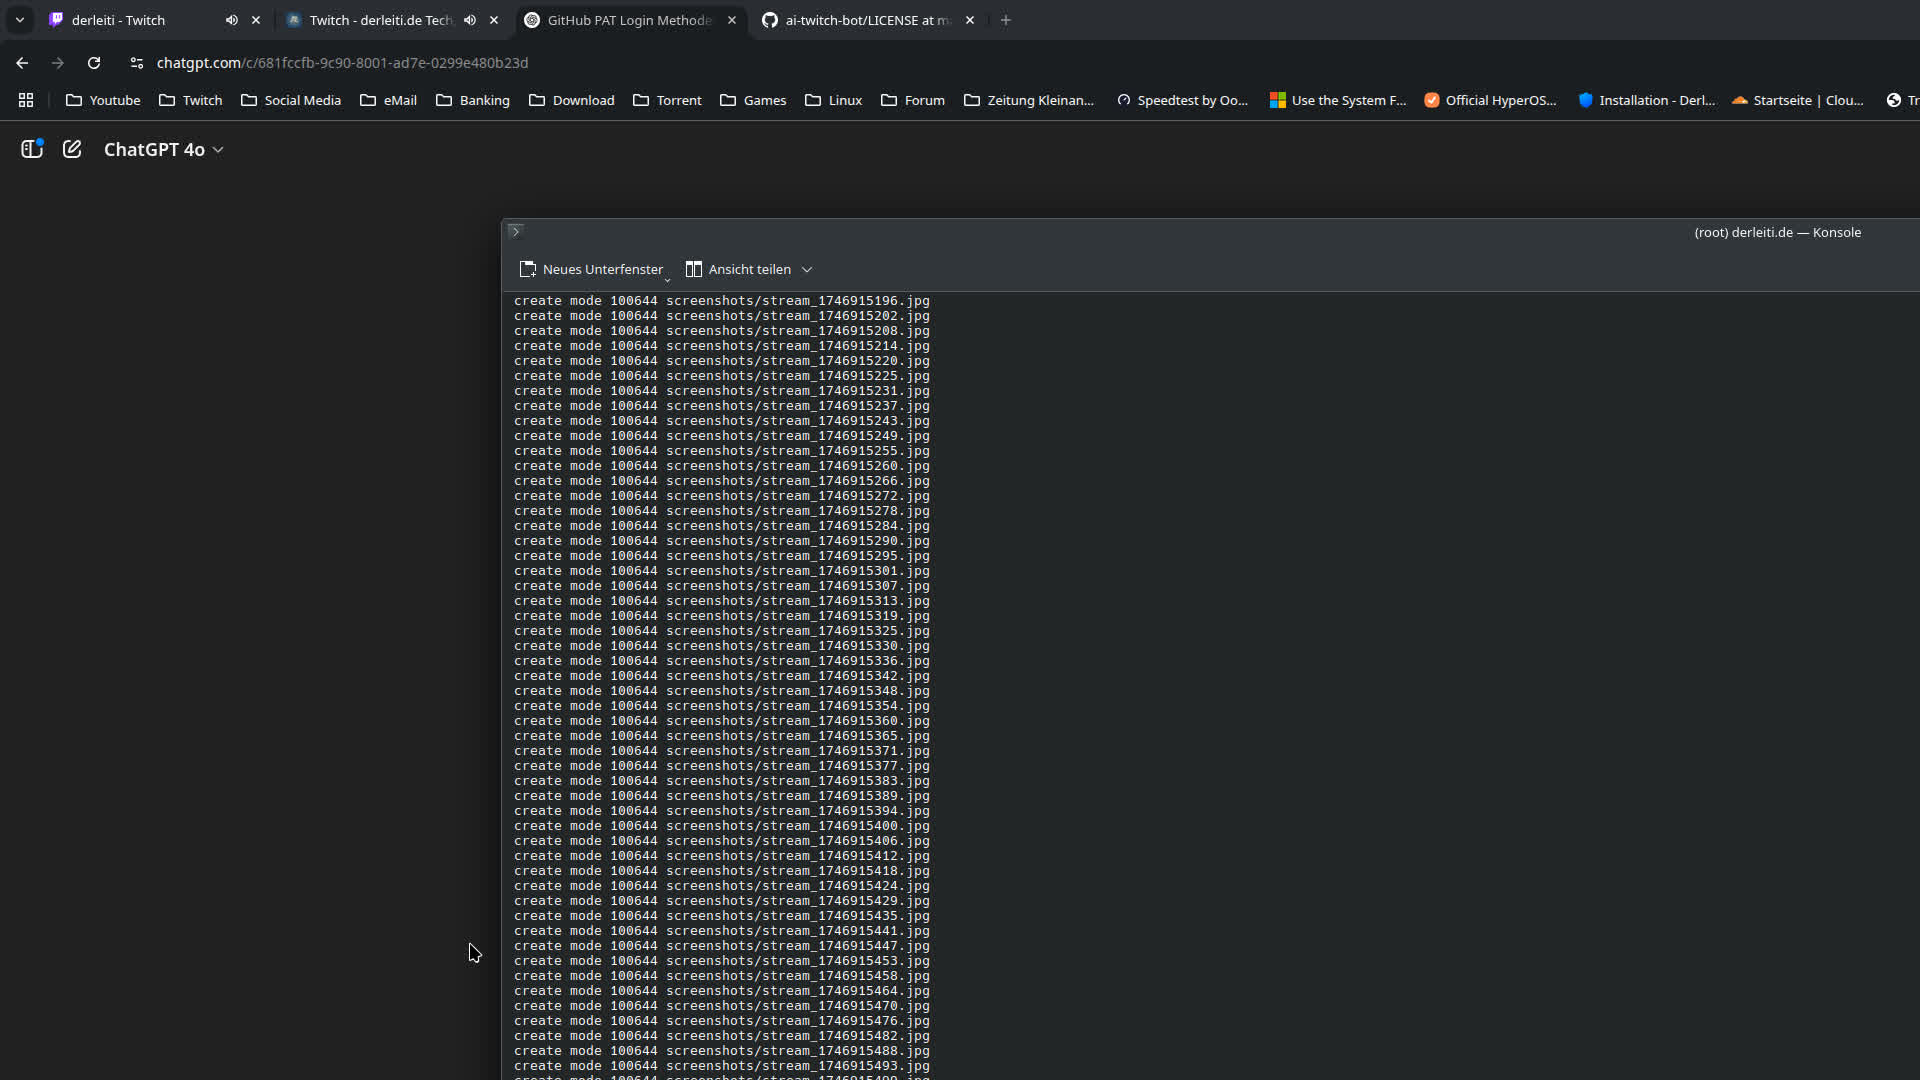 derleiti - Twitch
Twitch - derleiti.de Tech
GitHub PAT Login Methode
ai-twitch-bot/LICENSE at m
chatgpt.com/c/681fccfb-9c90-8001-ad7e-0299e480b23d
Youtube
Twitch
Social Media
eMail
Banking
Download
Torrent
Games
Linux
Forum
Zeitung Kleinan...
Speedtest by Oo...
Use the System F...
Official HyperOS...
Installation - Derl...
Startseite | Clou...
Tr
ChatGPT 4o
(root) derleiti.de — Konsole
Neues Unterfenster
Ansicht teilen
create mode 100644 screenshots/stream_1746915196.jpg
create mode 100644 screenshots/stream_1746915202.jpg
create mode 100644 screenshots/stream_1746915208.jpg
create mode 100644 screenshots/stream_1746915214.jpg
create mode 100644 screenshots/stream_1746915220.jpg
create mode 100644 screenshots/stream_1746915225.jpg
create mode 100644 screenshots/stream_1746915231.jpg
create mode 100644 screenshots/stream_1746915237.jpg
create mode 100644 screenshots/stream_1746915243.jpg
create mode 100644 screenshots/stream_1746915249.jpg
create mode 100644 screenshots/stream_1746915255.jpg
create mode 100644 screenshots/stream_1746915260.jpg
create mode 100644 screenshots/stream_1746915266.jpg
create mode 100644 screenshots/stream_1746915272.jpg
create mode 100644 screenshots/stream_1746915278.jpg
create mode 100644 screenshots/stream_1746915284.jpg
create mode 100644 screenshots/stream_1746915290.jpg
create mode 100644 screenshots/stream_1746915295.jpg
create mode 100644 screenshots/stream_1746915301.jpg
create mode 100644 screenshots/stream_1746915307.jpg
create mode 100644 screenshots/stream_1746915313.jpg
create mode 100644 screenshots/stream_1746915319.jpg
create mode 100644 screenshots/stream_1746915325.jpg
create mode 100644 screenshots/stream_1746915330.jpg
create mode 100644 screenshots/stream_1746915336.jpg
create mode 100644 screenshots/stream_1746915342.jpg
create mode 100644 screenshots/stream_1746915348.jpg
create mode 100644 screenshots/stream_1746915354.jpg
create mode 100644 screenshots/stream_1746915360.jpg
create mode 100644 screenshots/stream_1746915365.jpg
create mode 100644 screenshots/stream_1746915371.jpg
create mode 100644 screenshots/stream_1746915377.jpg
create mode 100644 screenshots/stream_1746915383.jpg
create mode 100644 screenshots/stream_1746915389.jpg
create mode 100644 screenshots/stream_1746915394.jpg
create mode 100644 screenshots/stream_1746915400.jpg
create mode 100644 screenshots/stream_1746915406.jpg
create mode 100644 screenshots/stream_1746915412.jpg
create mode 100644 screenshots/stream_1746915418.jpg
create mode 100644 screenshots/stream_1746915424.jpg
create mode 100644 screenshots/stream_1746915429.jpg
create mode 100644 screenshots/stream_1746915435.jpg
create mode 100644 screenshots/stream_1746915441.jpg
create mode 100644 screenshots/stream_1746915447.jpg
create mode 100644 screenshots/stream_1746915453.jpg
create mode 100644 screenshots/stream_1746915458.jpg
create mode 100644 screenshots/stream_1746915464.jpg
create mode 100644 screenshots/stream_1746915470.jpg
create mode 100644 screenshots/stream_1746915476.jpg
create mode 100644 screenshots/stream_1746915482.jpg
create mode 100644 screenshots/stream_1746915488.jpg
create mode 100644 screenshots/stream_1746915493.jpg